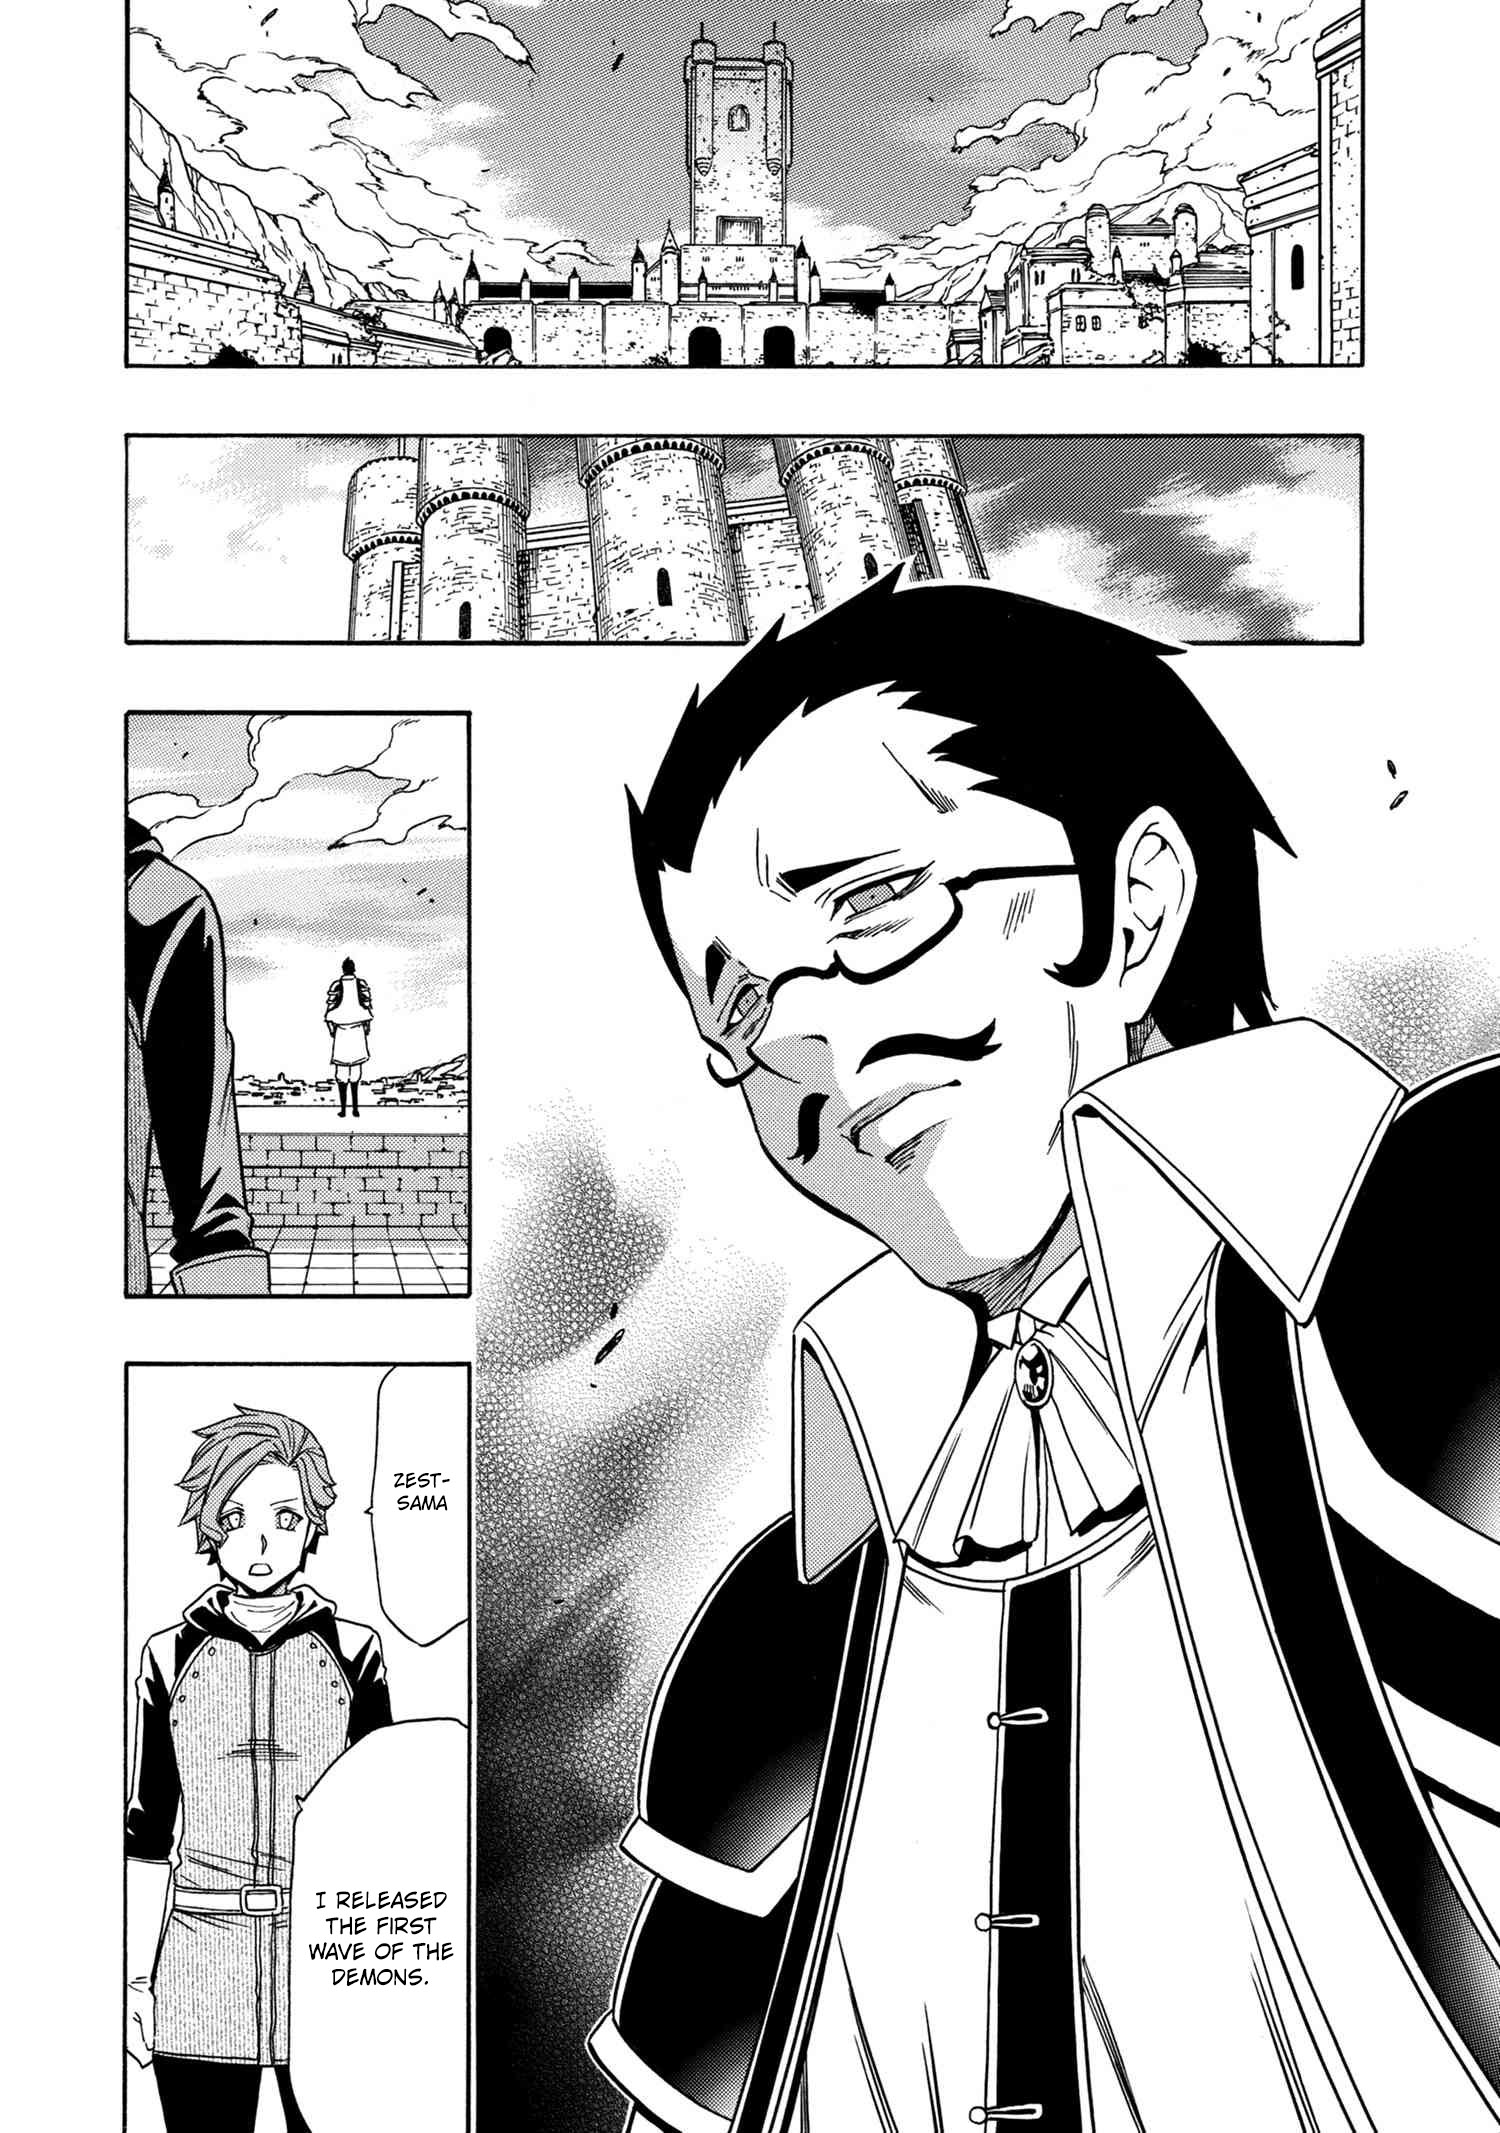 ZEST-
SAMA
I RELEASED
THE FIRST
WAVE OF THE
DEMONS.